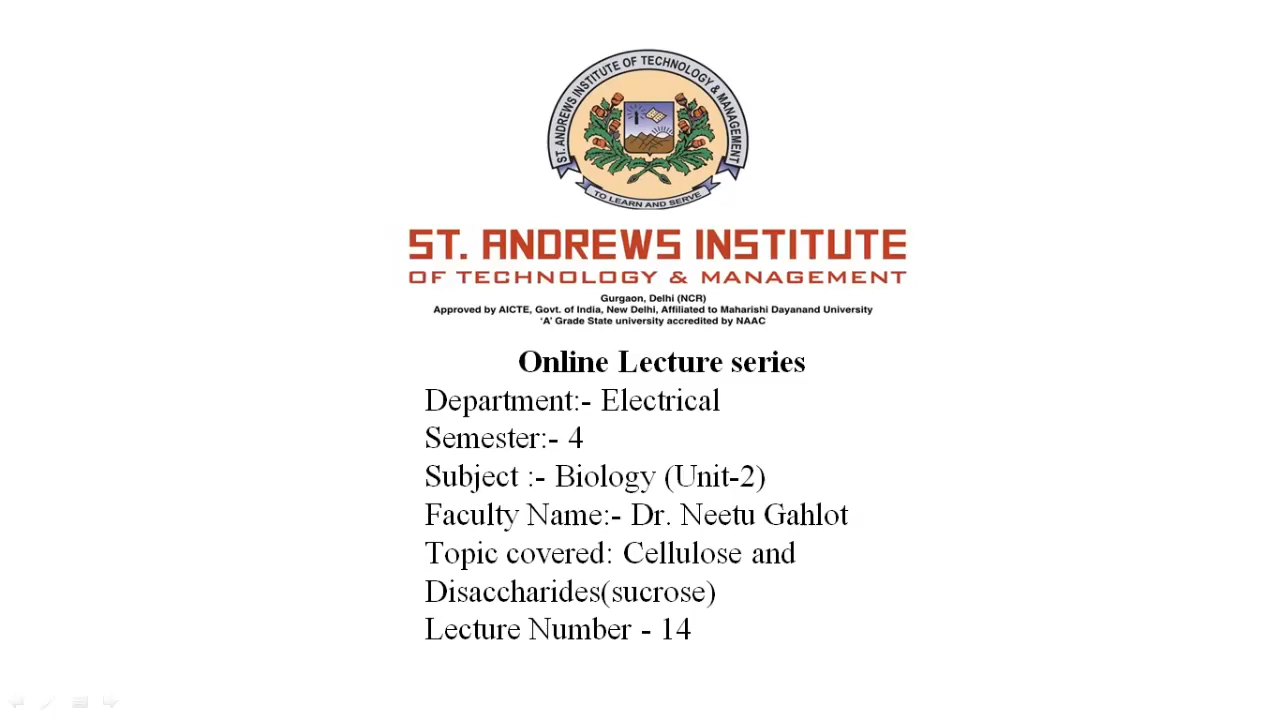 ST. ANDREWS INSTITUTE OF TECHNOLOGY & MANAGEMENT
TO LEARN AND SERVE
ST. ANDREWS INSTITUTE
OF TECHNOLOGY & MANAGEMENT
Gurgaon, Delhi (NCR)
Approved by AICTE, Govt. of India, New Delhi, Affiliated to Maharishi Dayanand University
'A' Grade State university accredited by NAAC
Online Lecture series
Department:- Electrical
Semester:- 4
Subject :- Biology (Unit-2)
Faculty Name:- Dr. Neetu Gahlot
Topic covered: Cellulose and
Disaccharides(sucrose)
Lecture Number - 14